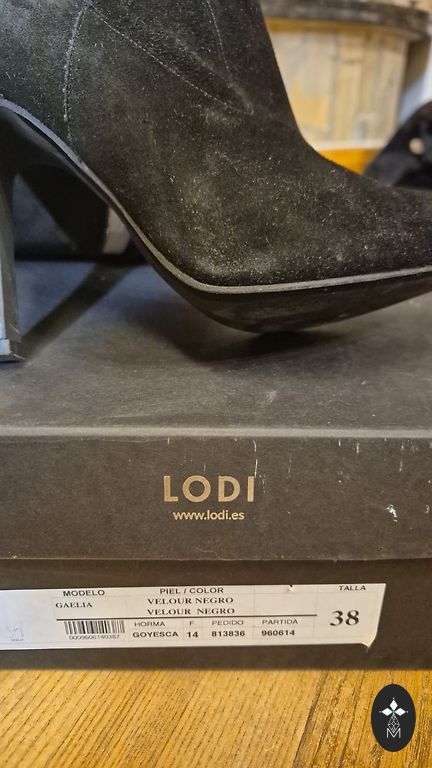 LODI
www.lodi.es
MODELO PIEL / COLOR TALLA
GAELIA VELOUR NEGRO
VELOUR NEGRO 38
HORMA F PEDIDO PARTIDA
0009606140387 GOYESCA 14 813836 960614